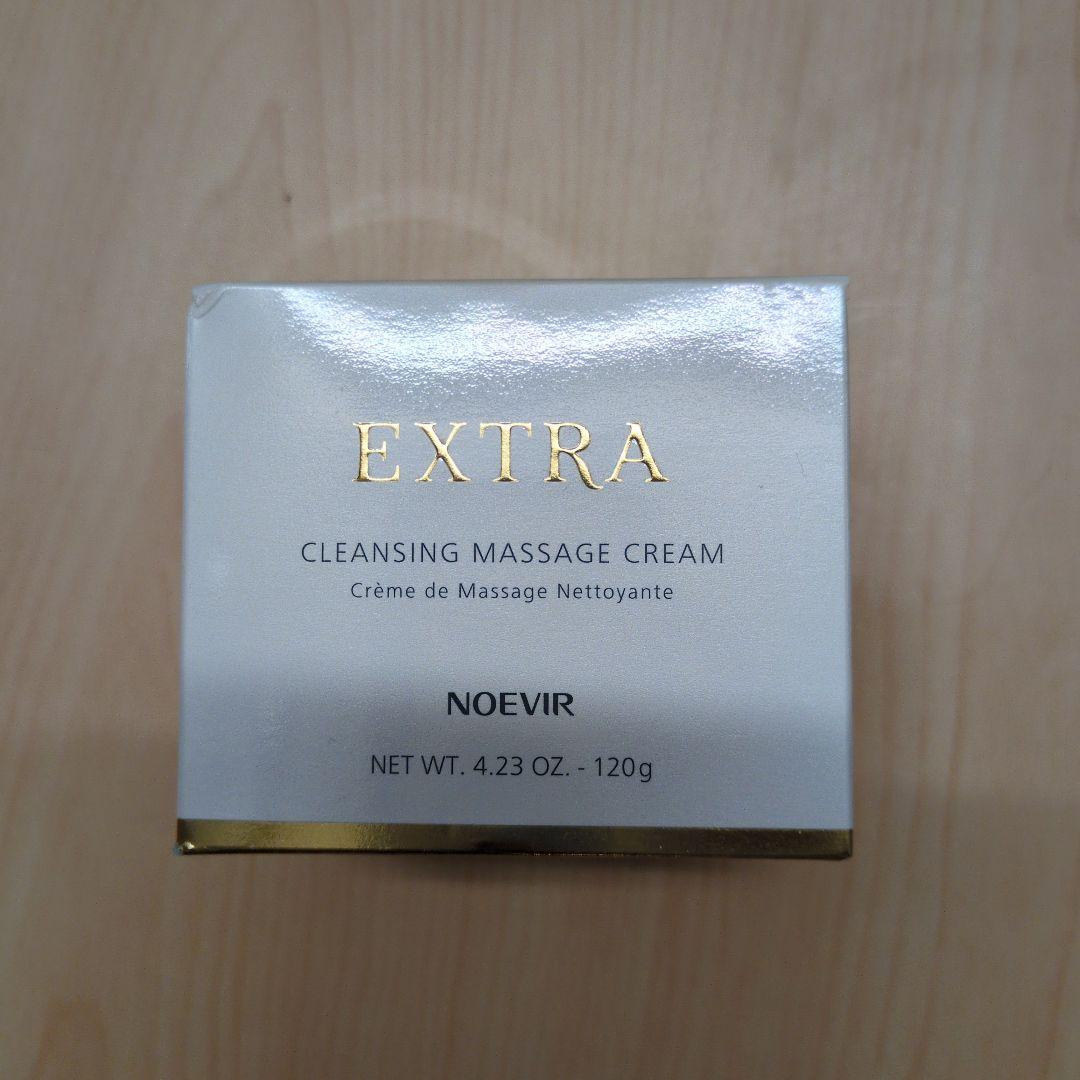 EXTRA
CLEANSING MASSAGE CREAM
Crème de Massage Nettoyante
NOEVIR
NET WT. 4.23 OZ. - 120g